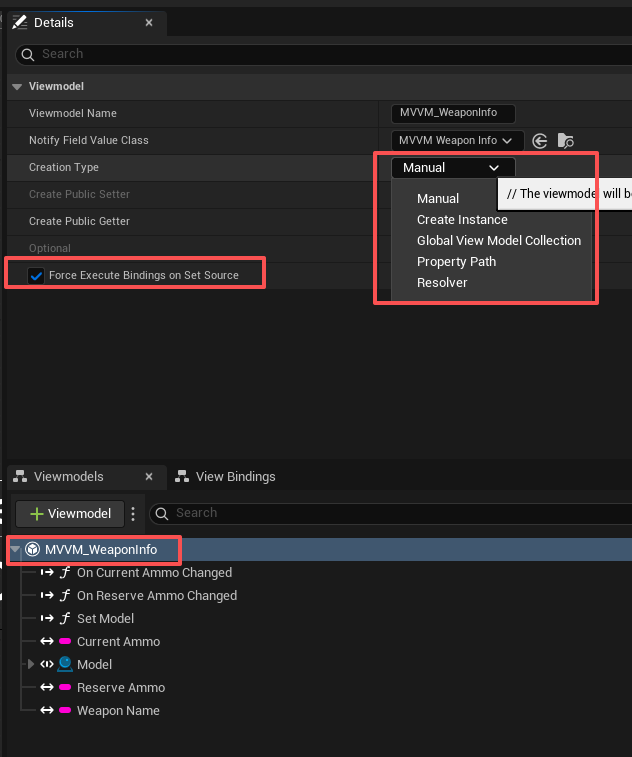 Details
Search
Viewmodel
Viewmodel Name
MVVM_WeaponInfo
Notify Field Value Class
MVVM Weapon Info
Creation Type
Manual
Create Public Setter
Manual
// The viewmodel will be
Create Public Getter
Create Instance
Optional
Global View Model Collection
Property Path
Force Execute Bindings on Set Source
Resolver
Viewmodels
View Bindings
+ Viewmodel
Search
MVVM_WeaponInfo
On Current Ammo Changed
On Reserve Ammo Changed
Set Model
Current Ammo
Model
Reserve Ammo
Weapon Name